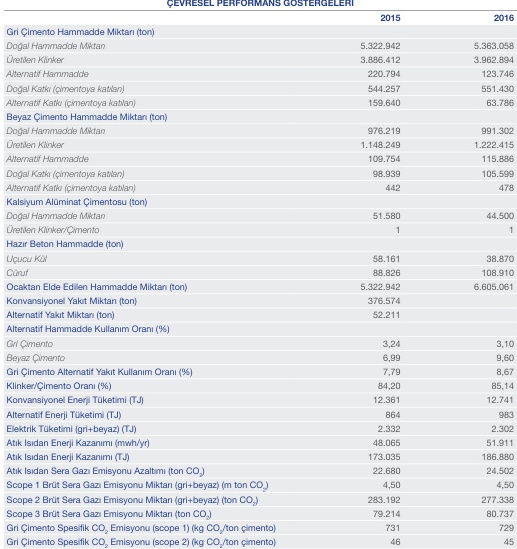 ÇEVRESEL PERFORMANS GÖSTERGELERİ
2015 2016
Gri Çimento Hammadde Miktarı (ton)
Doğal Hammadde Miktarı 5.322.942 5.363.058
Üretilen Klinker 3.886.412 3.962.894
Alternatif Hammadde 220.794 123.746
Doğal Katkı (çimentoya katılan) 544.257 551.430
Alternatif Katkı (çimentoya katılan) 159.640 63.786
Beyaz Çimento Hammadde Miktarı (ton)
Doğal Hammadde Miktarı 976.219 991.302
Üretilen Klinker 1.148.249 1.222.415
Alternatif Hammadde 109.754 115.886
Doğal Katkı (çimentoya katılan) 98.939 105.599
Alternatif Katkı (çimentoya katılan) 442 478
Kalsiyum Alüminat Çimentosu (ton)
Doğal Hammadde Miktarı 51.580 44.500
Üretilen Klinker/Çimento 1 1
Hazır Beton Hammadde (ton)
Uçucu Kül 58.161 38.870
Cüruf 88.826 108.910
Ocaktan Elde Edilen Hammadde Miktarı (ton) 5.322.942 6.605.061
Konvansiyonel Yakıt Miktarı (ton) 376.574
Alternatif Yakıt Miktarı (ton) 52.211
Alternatif Hammadde Kullanım Oranı (%)
Gri Çimento 3,24 3,10
Beyaz Çimento 6,99 9,60
Gri Çimento Alternatif Yakıt Kullanım Oranı (%) 7,79 8,67
Klinker/Çimento Oranı (%) 84,20 85,14
Konvansiyonel Enerji Tüketimi (TJ) 12.361 12.741
Alternatif Enerji Tüketimi (TJ) 864 983
Elektrik Tüketimi (gri+beyaz) (TJ) 2.332 2.302
Atık Isıdan Enerji Kazanımı (mwh/yr) 48.065 51.911
Atık Isıdan Enerji Kazanımı (TJ) 173.035 186.880
Atık Isıdan Sera Gazı Emisyonu Azaltımı (ton CO₂) 22.680 24.502
Scope 1 Brüt Sera Gazı Emisyonu Miktarı (gri+beyaz) (m ton CO₂) 4,50 4,50
Scope 2 Brüt Sera Gazı Emisyonu Miktarı (gri+beyaz) (ton CO₂) 283.192 277.338
Scope 3 Brüt Sera Gazı Emisyonu Miktarı (ton CO₂) 79.214 80.737
Gri Çimento Spesifik CO₂ Emisyonu (scope 1) (kg CO₂/ton çimento) 731 729
Gri Çimento Spesifik CO₂ Emisyonu (scope 2) (kg CO₂/ton çimento) 46 45